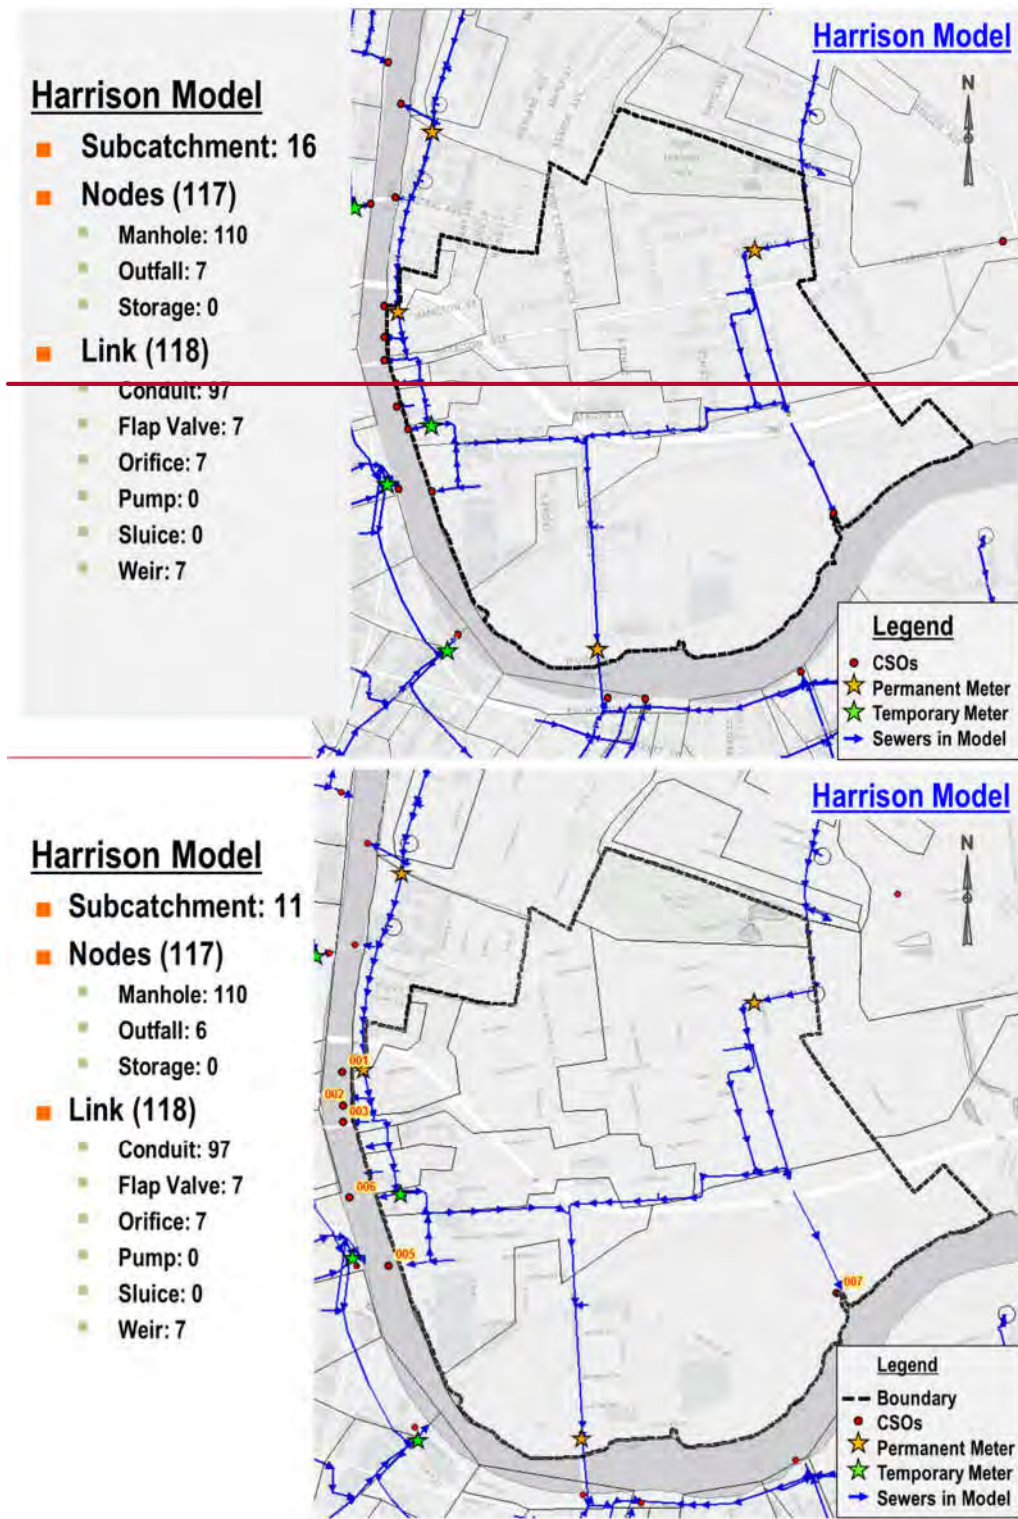 Harrison Model
Harrison Model
Subcatchment: 16
Nodes (117)
Manhole: 110
Outfall: 7
Storage: 0
Link (118)
Conduit: 97
Flap Valve: 7
Orifice: 7
Pump: 0
Sluice: 0
Weir: 7
N
Legend
CSOs
Permanent Meter
Temporary Meter
Sewers in Model
Harrison Model
Harrison Model
Subcatchment: 11
Nodes (117)
Manhole: 110
Outfall: 6
Storage: 0
Link (118)
Conduit: 97
Flap Valve: 7
Orifice: 7
Pump: 0
Sluice: 0
Weir: 7
N
001
002
003
006
005
007
Legend
Boundary
CSOs
Permanent Meter
Temporary Meter
Sewers in Model